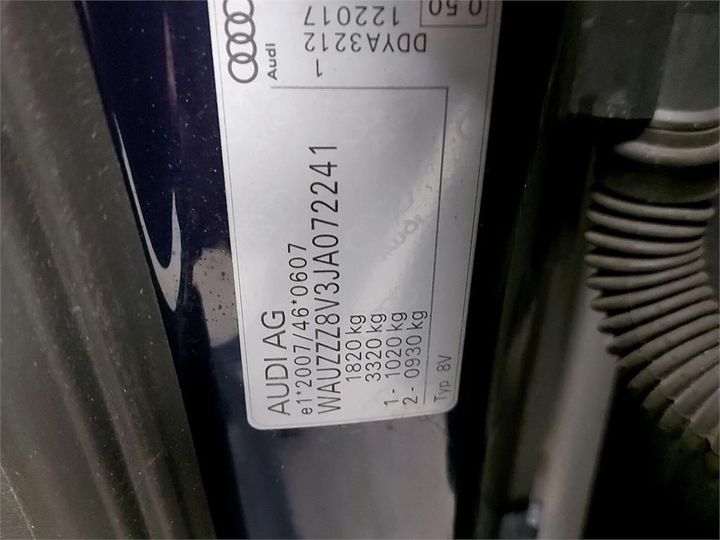 AUDI AG
e1*2007/46*0607
WAUZZZ8V3JA072241
1820 kg
3320 kg
1- 1020 kg
2- 0930 kg
Typ 8V
Audi
1
DDYA3212
122017
0.50